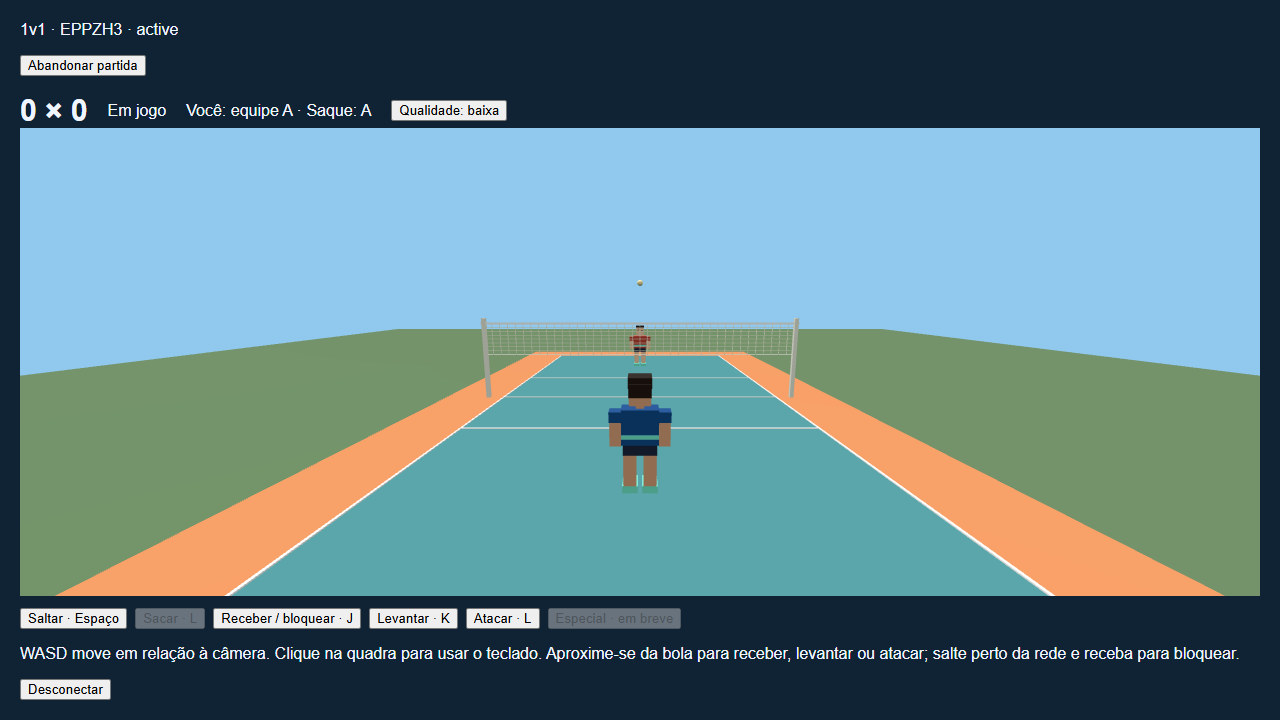 1v1 · EPPZH3 · active
Abandonar partida
0 × 0 Em jogo Você: equipe A · Saque: A Qualidade: baixa
Saltar · Espaço Sacar · L Receber / bloquear · J Levantar · K Atacar · L Especial · em breve
WASD move em relação à câmera. Clique na quadra para usar o teclado. Aproxime-se da bola para receber, levantar ou atacar; salte perto da rede e receba para bloquear.
Desconectar